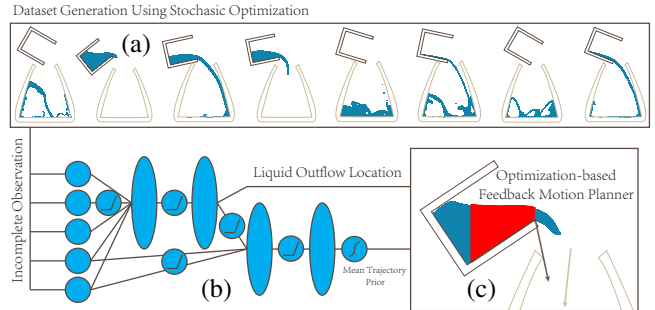 Dataset Generation Using Stochasic Optimization
(a)
Incomplete Observation
Liquid Outflow Location
Mean Trajectory
Prior
(b)
Optimization-based
Feedback Motion Planner
(c)